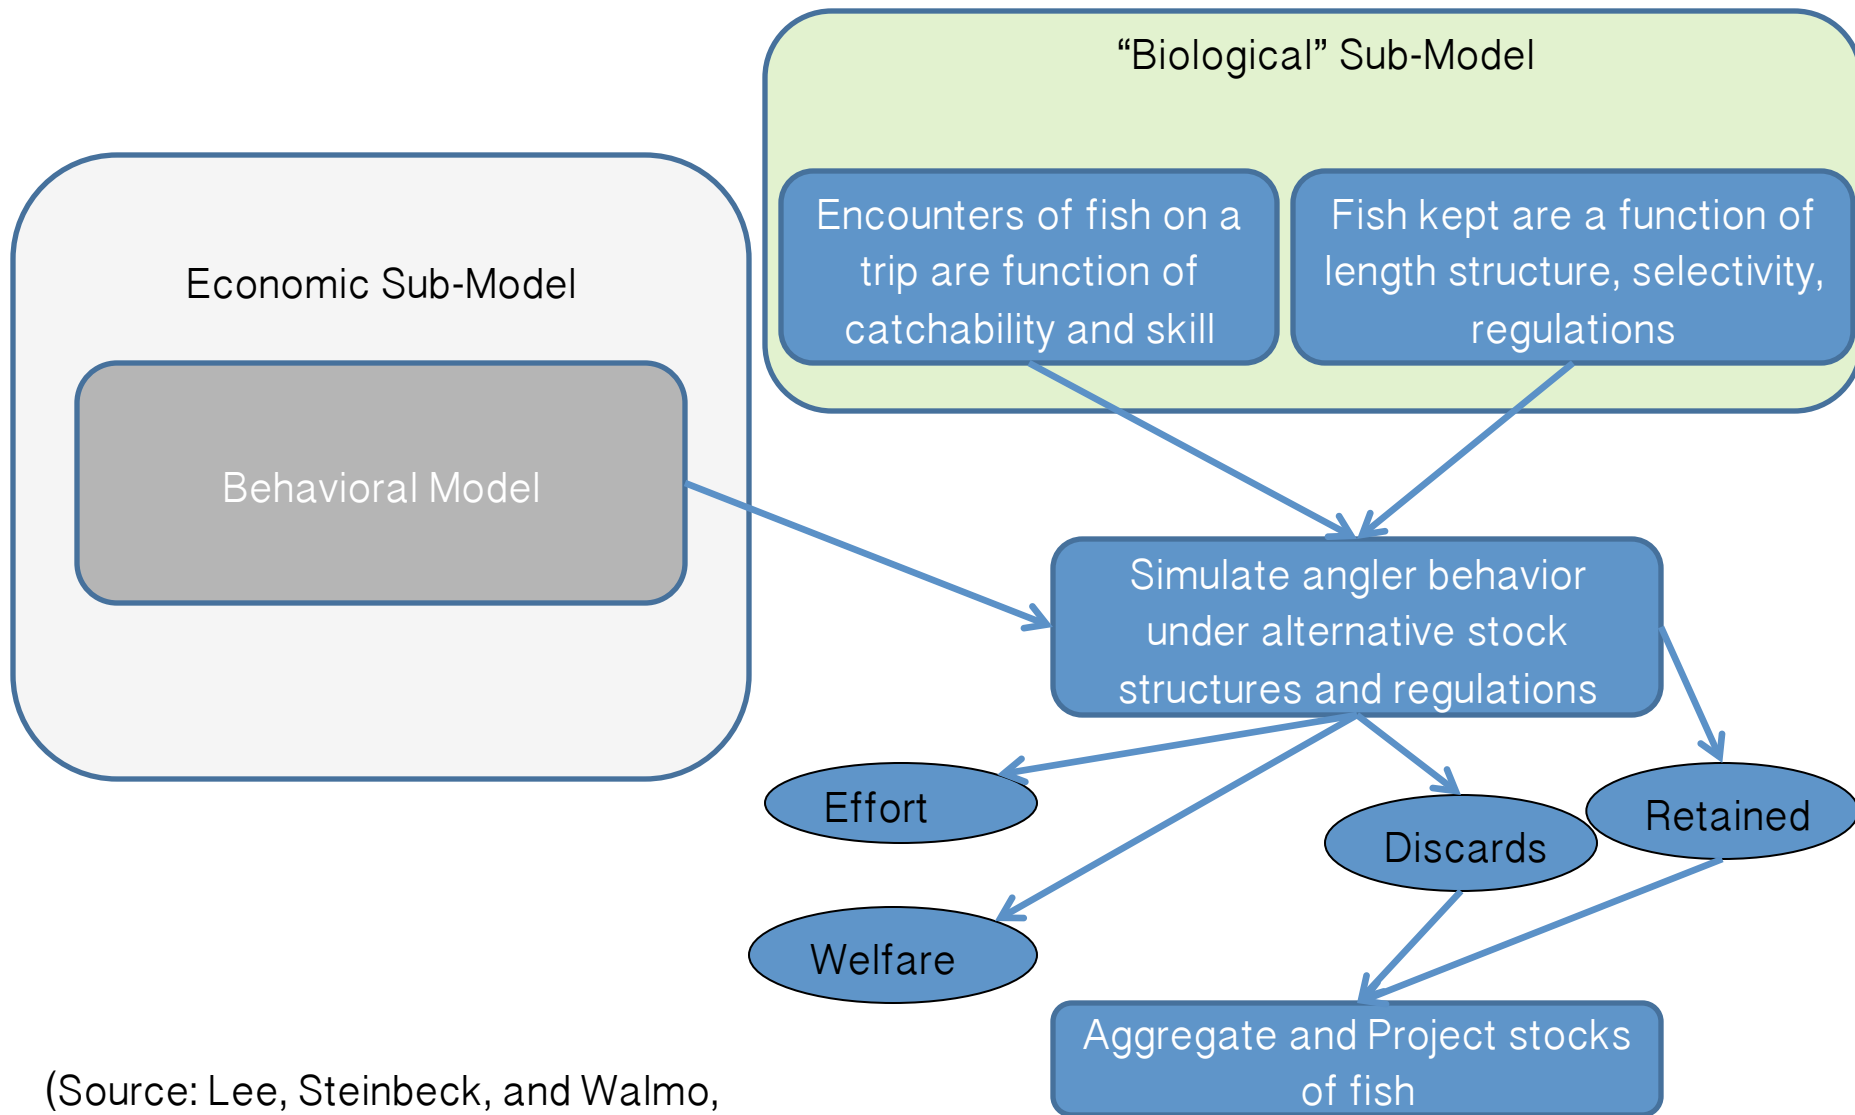 “Biological” Sub-Model
Encounters of fish on a
trip are function of
catchability and skill
Fish kept are a function of
length structure, selectivity,
regulations
Economic Sub-Model
Behavioral Model
Simulate angler behavior
under alternative stock
structures and regulations
Effort
Welfare
Discards
Retained
Aggregate and Project stocks
of fish
(Source: Lee, Steinbeck, and Walmo,